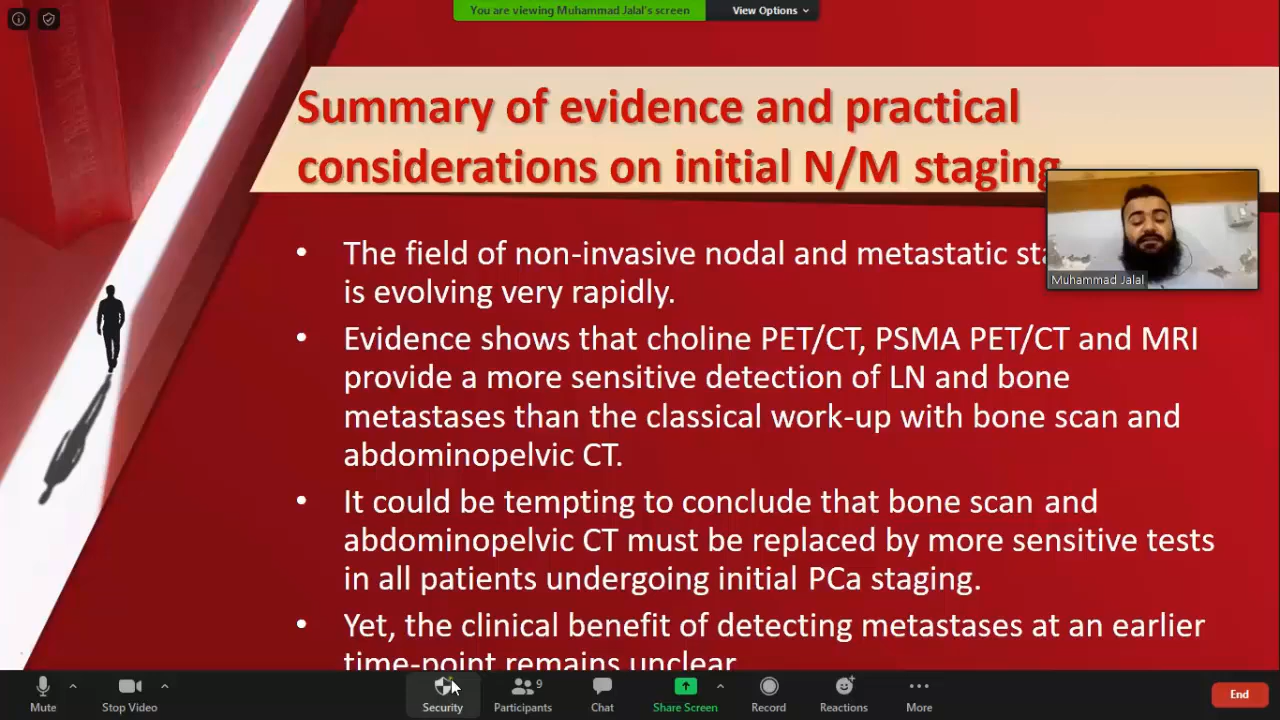 You are viewing Muhammad Jalal's screen
View Options
Summary of evidence and practical
considerations on initial N/M staging
Muhammad Jalal
• The field of non-invasive nodal and metastatic
is evolving very rapidly.
• Evidence shows that choline PET/CT, PSMA PET/CT and MRI
provide a more sensitive detection of LN and bone
metastases than the classical work-up with bone scan and
abdominopelvic CT.
• It could be tempting to conclude that bone scan and
abdominopelvic CT must be replaced by more sensitive tests
in all patients undergoing initial PCa staging.
• Yet, the clinical benefit of detecting metastases at an earlier
time-point remains unclear
Mute
Stop Video
Security
Participants
9
Chat
Share Screen
Record
Reactions
More
End